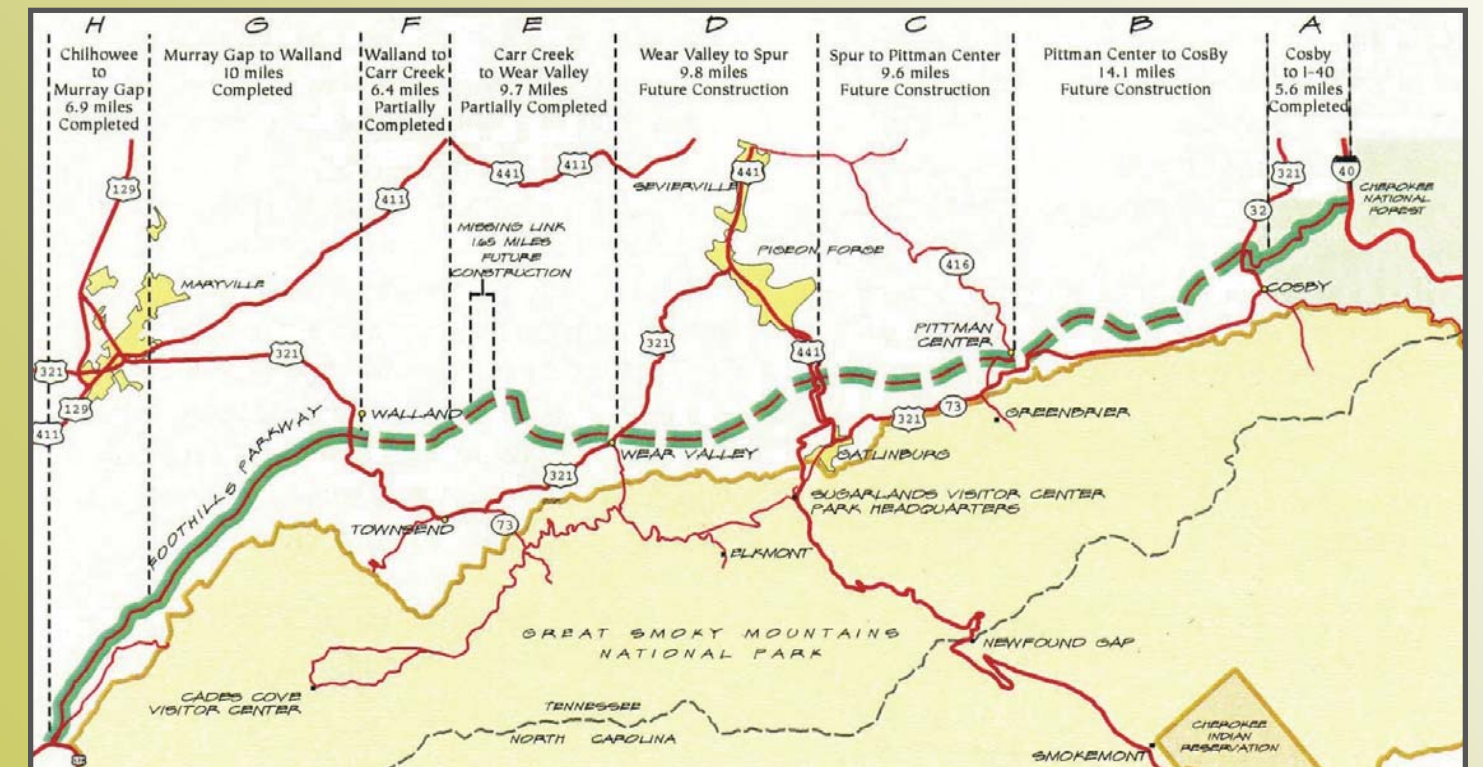 H
G
F
E
D
C
B
A
Chilhowee
to
Murray Gap
6.9 miles
Completed
Murray Gap to Walland
10 miles
Completed
Walland to
Carr Creek
6.4 miles
Partially
Completed
Carr Creek
to Wear Valley
9.7 Miles
Partially Completed
Wear Valley to Spur
9.8 miles
Future Construction
Spur to Pittman Center
9.6 miles
Future Construction
Pittman Center to CosBy
14.1 miles
Future Construction
Cosby
to I-40
5.6 miles
Completed
129
411
441
411
SEVIERVILLE
441
321
40
CHEROKEE
NATIONAL
FOREST
32
MISSING LINK
1.65 MILES
FUTURE
CONSTRUCTION
PIGEON FORGE
416
MARYVILLE
COSBY
PITTMAN
CENTER
321
321
321
441
129
411
WALLAND
FOOTHILLS PARKWAY
WEAR VALLEY
GATLINBURG
321
73
GREENBRIER
321
73
TOWNSEND
SUGARLANDS VISITOR CENTER
PARK HEADQUARTERS
ELKMONT
GREAT SMOKY MOUNTAINS
NATIONAL PARK
NEWFOUND GAP
CADES COVE
VISITOR CENTER
TENNESSEE
NORTH CAROLINA
CHEROKEE
INDIAN
RESERVATION
SMOKEMONT